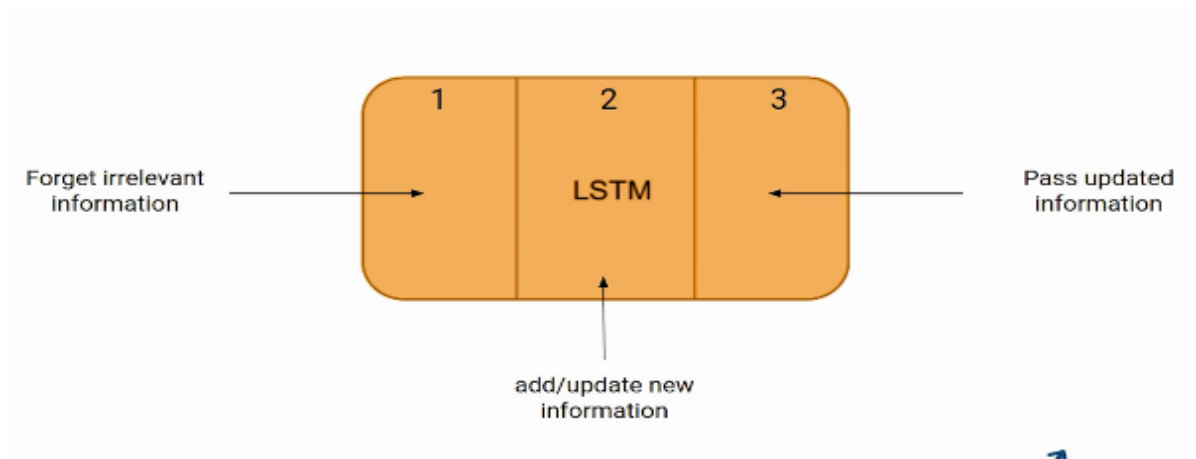 1 2 3
Forget irrelevant
information
LSTM
Pass updated
information
add/update new
information